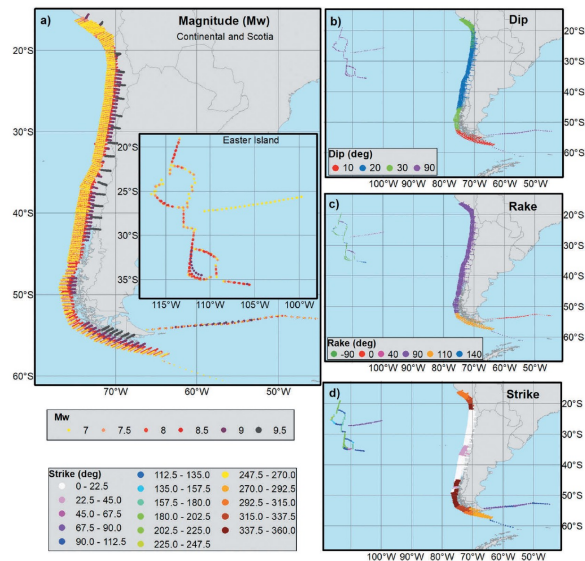 a)
Magnitude (Mw)
Continental and Scotia
20°S
30°S
40°S
50°S
60°S
70°W
60°W
50°W
Easter Island
20°S
25°S
30°S
35°S
115°W
110°W
100°W
Mw
7
7.5
8
8.5
9
9.5
Strike (deg)
0 - 22.5
22.5 - 45.0
45.0 - 67.5
67.5 - 90.0
90.0 - 112.5
112.5 - 135.0
135.0 - 157.5
157.5 - 180.0
180.0 - 202.5
202.5 - 225.0
225.0 - 247.5
247.5 - 270.0
270.0 - 292.5
292.5 - 315.0
315.0 - 337.5
337.5 - 360.0
b)
Dip
20°S
30°S
40°S
50°S
60°S
Dip (deg)
10
20
30
90
100°W 90°W 80°W 70°W 60°W 50°W
c)
Rake
20°S
30°S
40°S
50°S
60°S
Rake (deg)
-90
0
40
90
110
140
d)
Strike
20°S
30°S
40°S
50°S
60°S
100°W 90°W 80°W 70°W 60°W 50°W